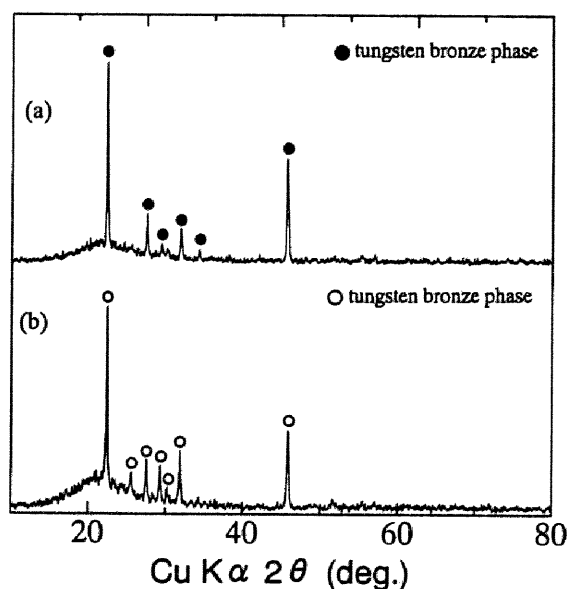 ● tungsten bronze phase
(a)
○ tungsten bronze phase
(b)
20 40 60 80
Cu Kα 2θ (deg.)